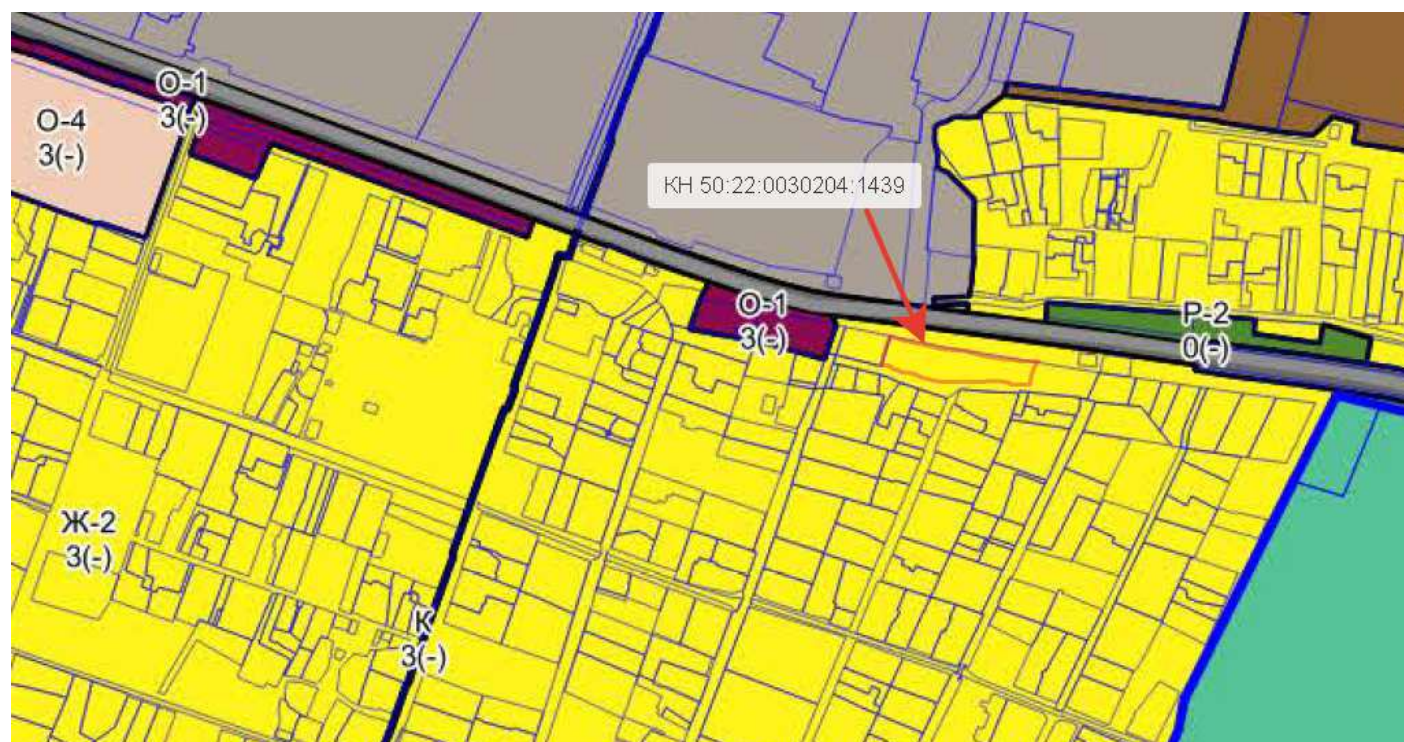 О-1
3(-)
О-4
3(-)
КН 50:22:0030204:1439
О-1
3(-)
Р-2
0(-)
Ж-2
3(-)
К
3(-)